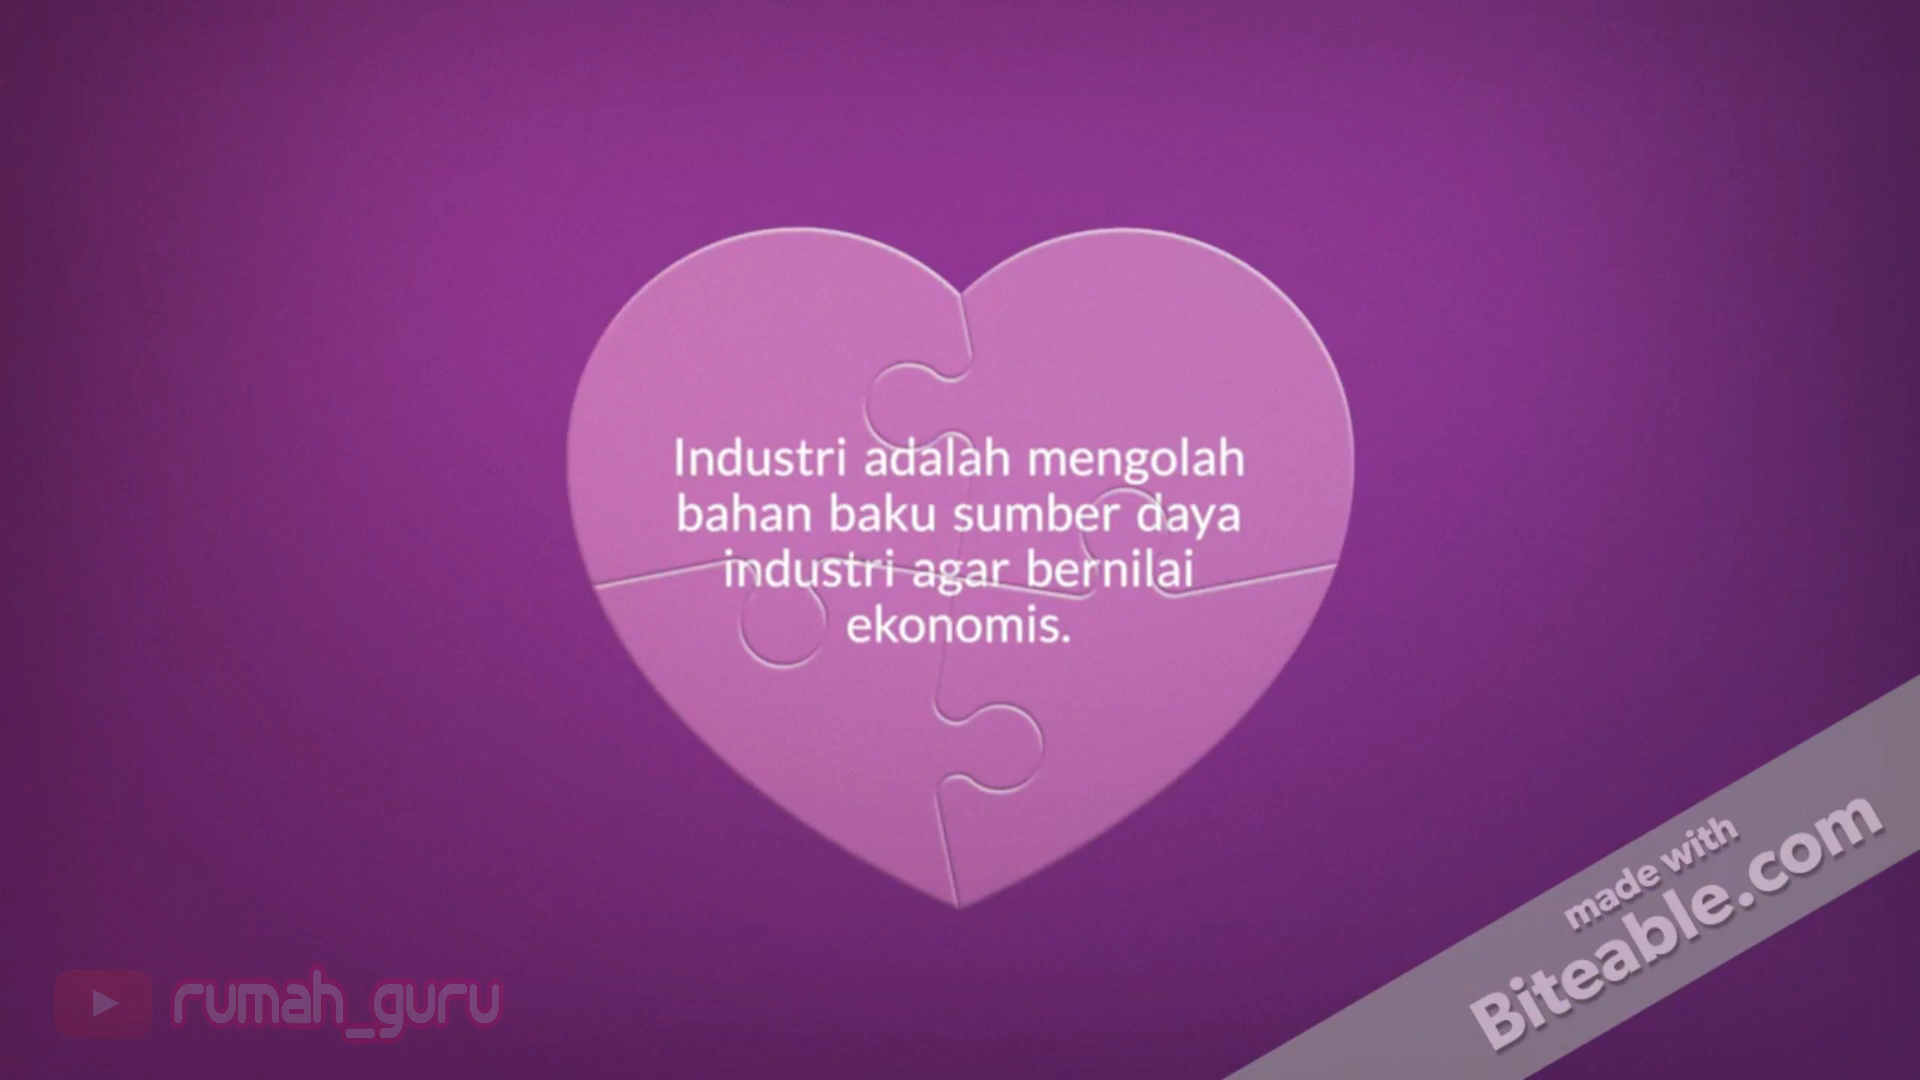 Industri adalah mengolah
bahan baku sumber daya
industri agar bernilai
ekonomis.
made with
Biteable.com
rumah_guru